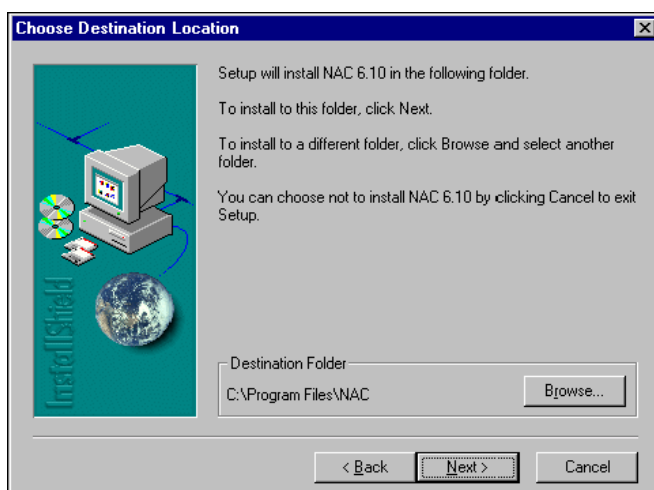 Choose Destination Location
Setup will install NAC 6.10 in the following folder.
To install to this folder, click Next.
To install to a different folder, click Browse and select another
folder.
You can choose not to install NAC 6.10 by clicking Cancel to exit
Setup.
InstallShield
Destination Folder
C:\Program Files\NAC
Browse...
< Back
Next >
Cancel